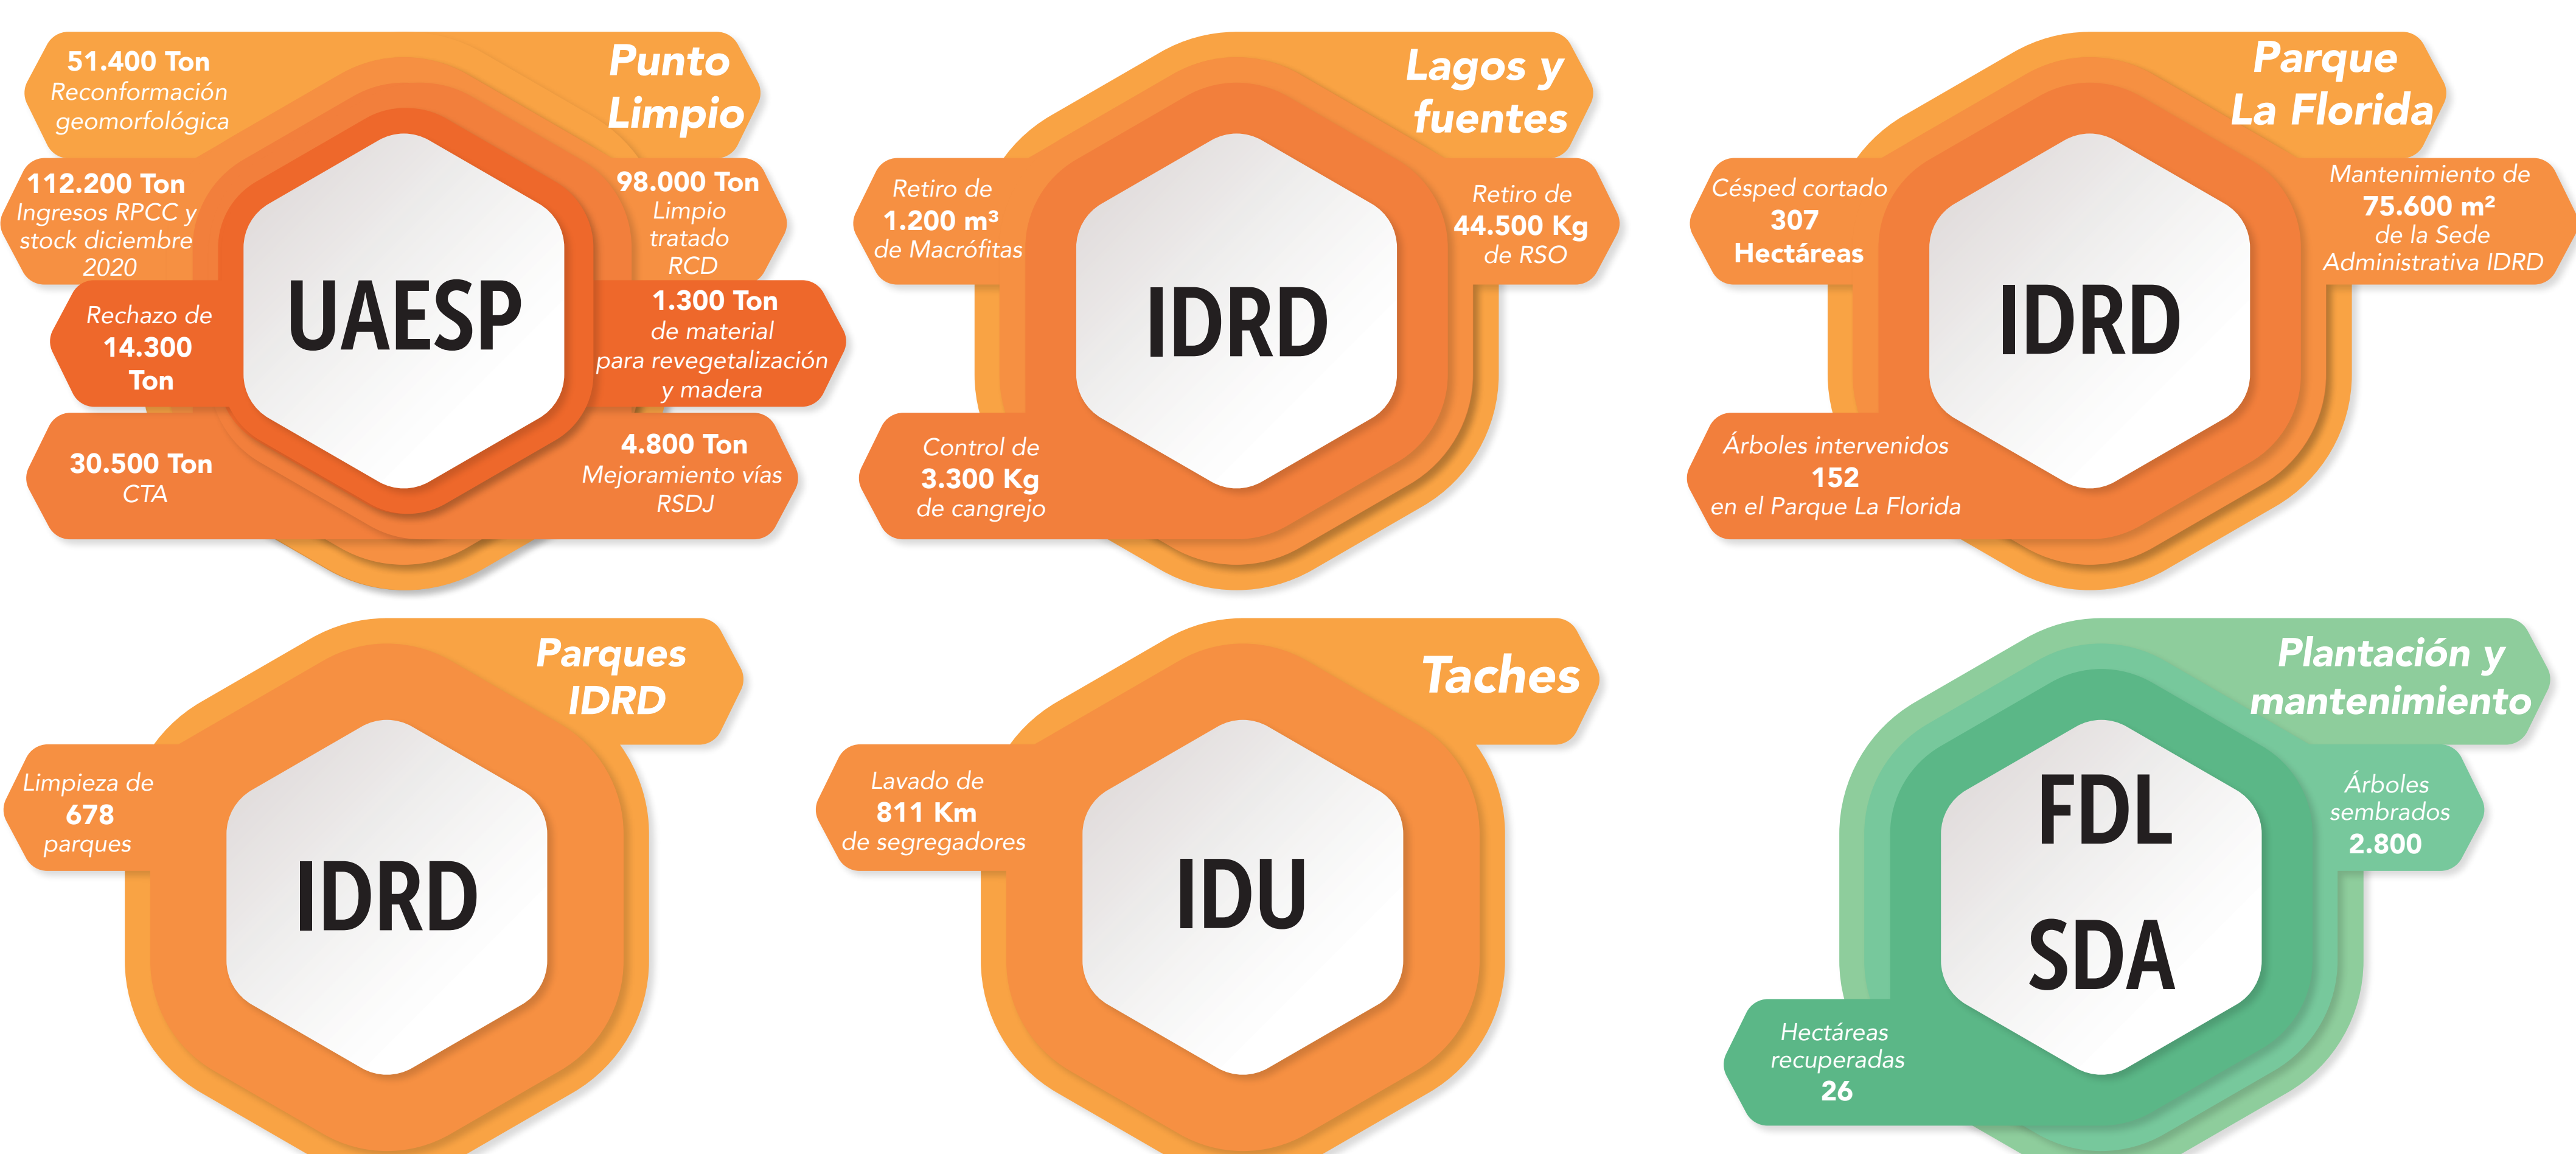 Punto
Limpio
51.400 Ton
Reconformación
geomorfológica
112.200 Ton
Ingresos RPCC y
stock diciembre
2020
98.000 Ton
Limpio
tratado
RCD
UAESP
Rechazo de
14.300
Ton
1.300 Ton
de material
para revegetalización
y madera
30.500 Ton
CTA
4.800 Ton
Mejoramiento vías
RSDJ
Lagos y
fuentes
Retiro de
1.200 m³
de Macrófitas
Retiro de
44.500 Kg
de RSO
IDRD
Control de
3.300 Kg
de cangrejo
Parque
La Florida
Césped cortado
307
Hectáreas
Mantenimiento de
75.600 m²
de la Sede
Administrativa IDRD
IDRD
Árboles intervenidos
152
en el Parque La Florida
Parques
IDRD
Limpieza de
678
parques
IDRD
Taches
Lavado de
811 Km
de segregadores
IDU
Plantación y
mantenimiento
Árboles
sembrados
2.800
FDL
SDA
Hectáreas
recuperadas
26